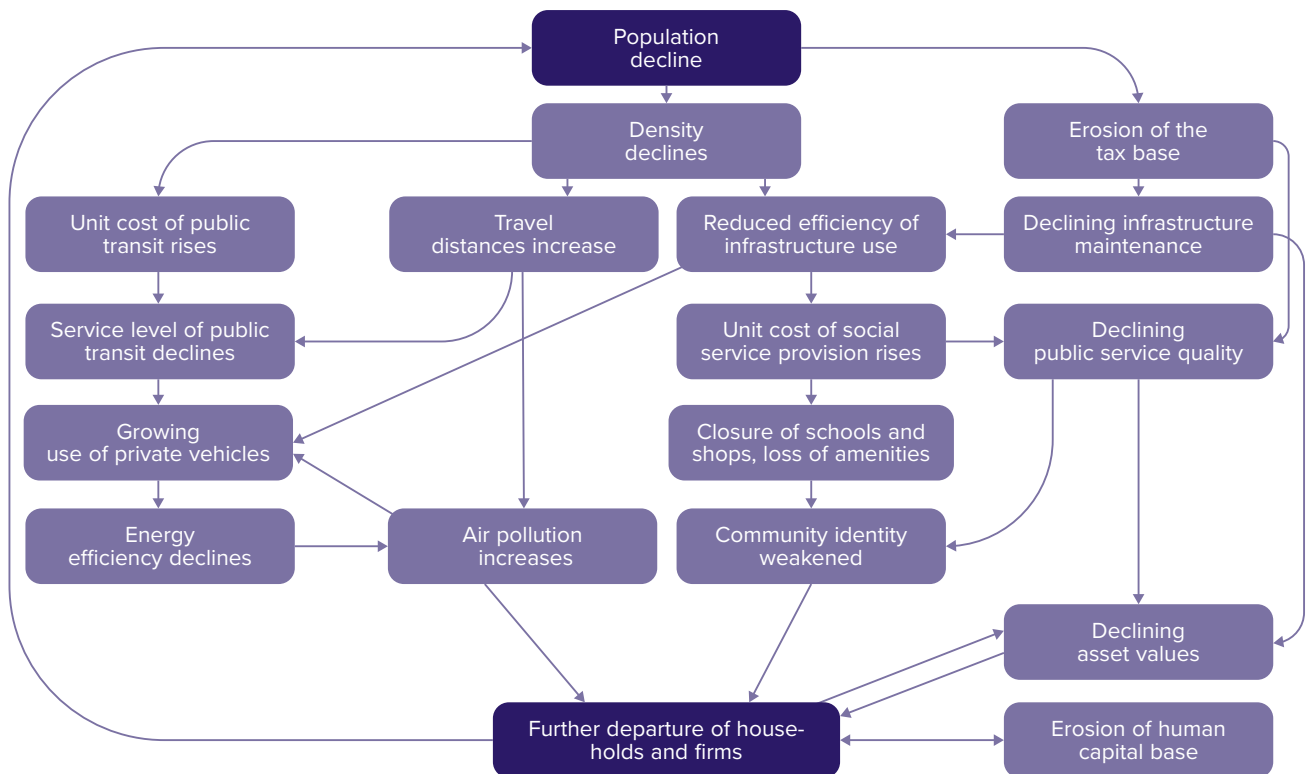 Population
decline
Density
declines
Erosion of the
tax base
Unit cost of public
transit rises
Travel
distances increase
Reduced efficiency of
infrastructure use
Declining infrastructure
maintenance
Service level of public
transit declines
Unit cost of social
service provision rises
Declining
public service quality
Growing
use of private vehicles
Closure of schools and
shops, loss of amenities
Energy
efficiency declines
Air pollution
increases
Community identity
weakened
Declining
asset values
Further departure of house-
holds and firms
Erosion of human
capital base